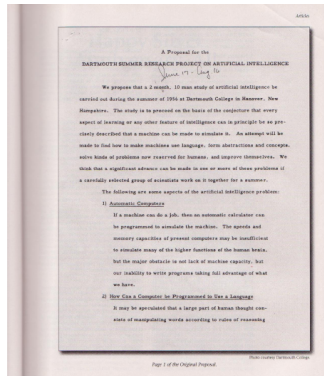 Articles
A Proposal for the
DARTMOUTH SUMMER RESEARCH PROJECT ON ARTIFICIAL INTELLIGENCE
June 17 - Aug 16
We propose that a 2 month, 10 man study of artificial intelligence be
carried out during the summer of 1956 at Dartmouth College in Hanover, New
Hampshire. The study is to proceed on the basis of the conjecture that every
aspect of learning or any other feature of intelligence can in principle be so pre-
cisely described that a machine can be made to simulate it. An attempt will be
made to find how to make machines use language, form abstractions and concepts,
solve kinds of problems now reserved for humans, and improve themselves. We
think that a significant advance can be made in one or more of these problems if
a carefully selected group of scientists work on it together for a summer.
The following are some aspects of the artificial intelligence problem:
1) Automatic Computers
If a machine can do a job, then an automatic calculator can
be programmed to simulate the machine. The speeds and
memory capacities of present computers may be insufficient
to simulate many of the higher functions of the human brain,
but the major obstacle is not lack of machine capacity, but
our inability to write programs taking full advantage of what
we have.
2) How Can a Computer be Programmed to Use a Language
It may be speculated that a large part of human thought con-
sists of manipulating words according to rules of reasoning
Photo courtesy Dartmouth College
Page 1 of the Original Proposal.